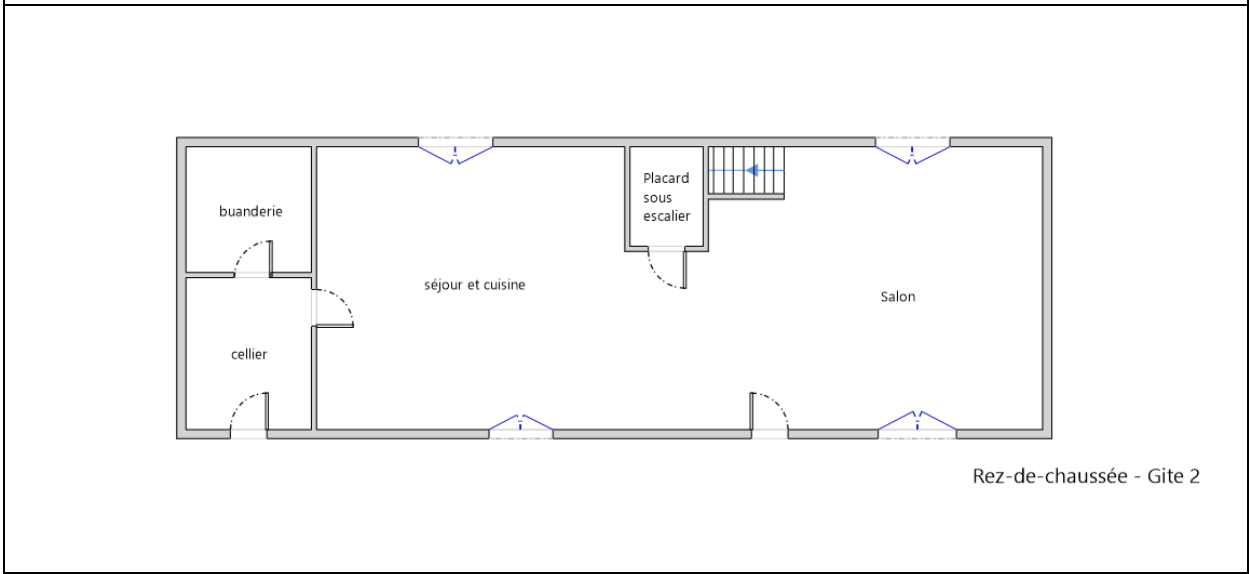 Placard
sous
escalier
buanderie
séjour et cuisine
Salon
cellier
Rez-de-chaussée - Gite 2